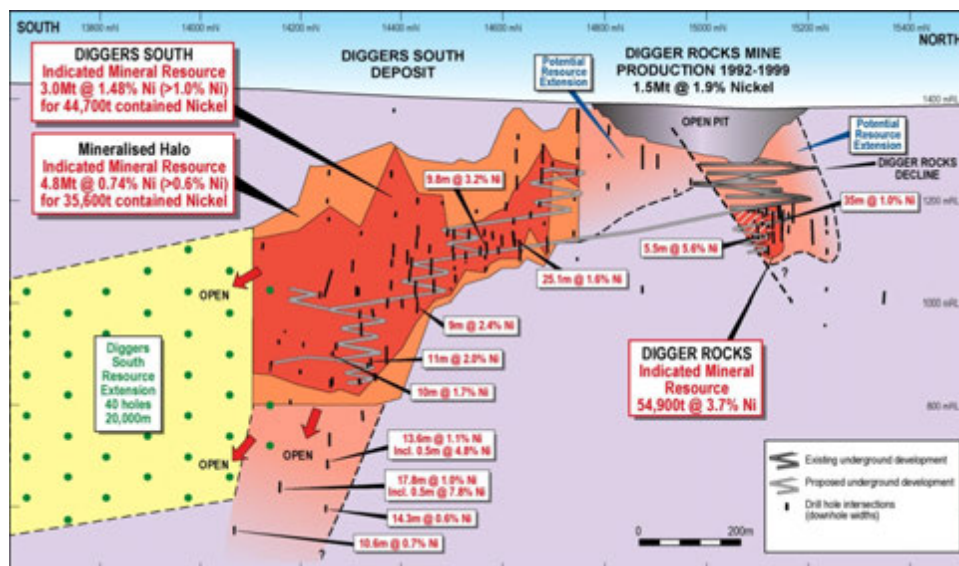 SOUTH
13800 mN
14000 mN
14200 mN
14400 mN
14600 mN
14800 mN
15000 mN
15200 mN
15400 mN
NORTH
DIGGERS SOUTH
Indicated Mineral Resource
3.0Mt @ 1.48% Ni (>1.0% Ni)
for 44,700t contained Nickel
DIGGERS SOUTH
DEPOSIT
DIGGER ROCKS MINE
PRODUCTION 1992-1999
1.5Mt @ 1.9% Nickel
Potential
Resource
Extension
1400 mRL
OPEN PIT
Potential
Resource
Extension
Mineralised Halo
Indicated Mineral Resource
4.8Mt @ 0.74% Ni (>0.6% Ni)
for 35,600t contained Nickel
DIGGER ROCKS
DECLINE
9.8m @ 3.2% Ni
35m @ 1.0% Ni
1200 mRL
5.5m @ 5.6% Ni
25.1m @ 1.6% Ni
?
OPEN
1000 mRL
9m @ 2.4% Ni
Diggers
South
Resource
Extension
40 holes
20,000m
11m @ 2.0% Ni
10m @ 1.7% Ni
DIGGER ROCKS
Indicated Mineral
Resource
54,900t @ 3.7% Ni
800 mRL
13.6m @ 1.1% Ni
Incl. 0.5m @ 4.8% Ni
OPEN
OPEN
17.8m @ 1.0% Ni
Incl. 0.5m @ 7.8% Ni
14.3m @ 0.6% Ni
10.6m @ 0.7% Ni
?
0
200m
Existing underground development
Proposed underground development
Drill hole intersections
(downhole widths)